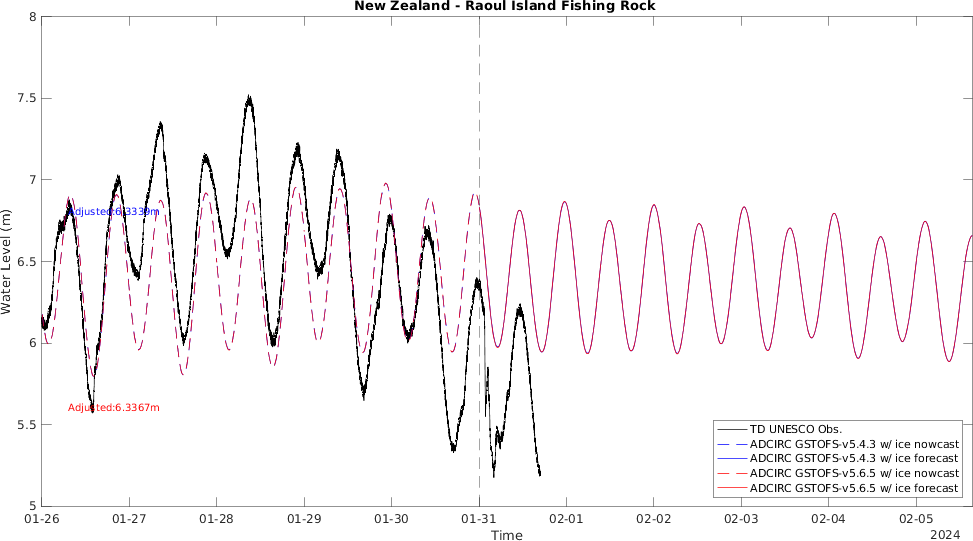 New Zealand - Raoul Island Fishing Rock
8
7.5
7
6.5
6
5.5
5
Water Level (m)
Adjusted:6.3339m
Adjusted:6.3367m
TD UNESCO Obs.
ADCIRC GSTOFS-v5.4.3 w/ ice nowcast
ADCIRC GSTOFS-v5.4.3 w/ ice forecast
ADCIRC GSTOFS-v5.6.5 w/ ice nowcast
ADCIRC GSTOFS-v5.6.5 w/ ice forecast
01-26 01-27 01-28 01-29 01-30 01-31 02-01 02-02 02-03 02-04 02-05
Time
2024